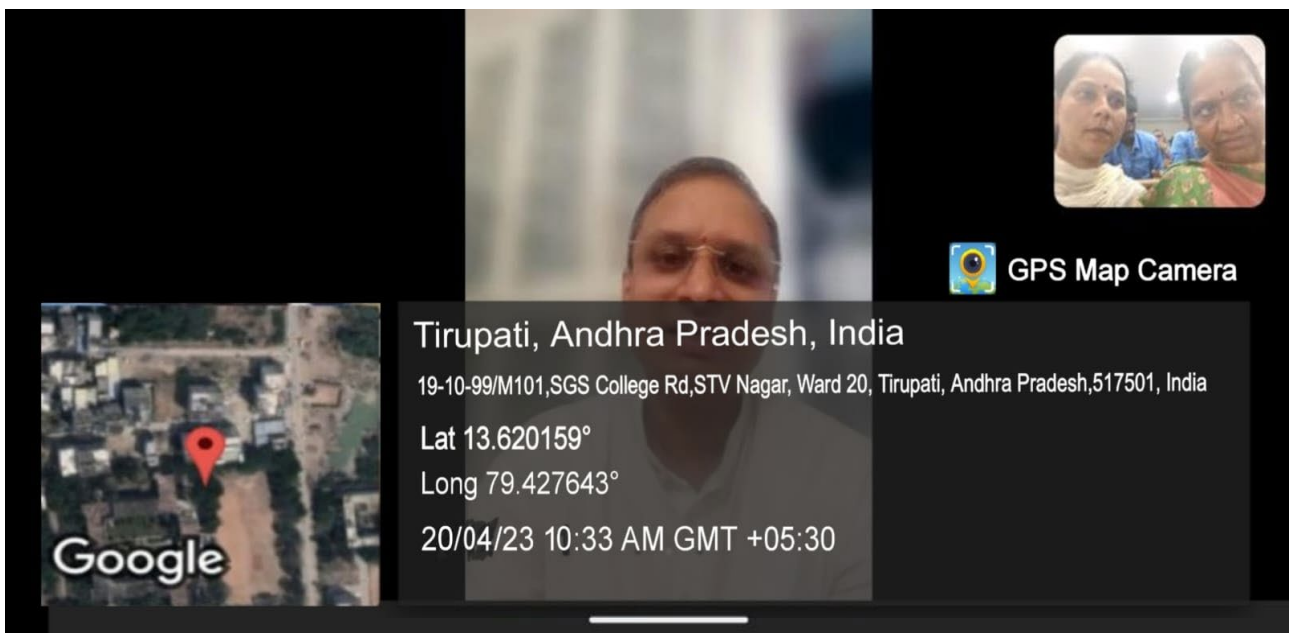 GPS Map Camera
Tirupati, Andhra Pradesh, India
19-10-99/M101,SGS College Rd,STV Nagar, Ward 20, Tirupati, Andhra Pradesh,517501, India
Lat 13.620159°
Long 79.427643°
20/04/23 10:33 AM GMT +05:30
Google